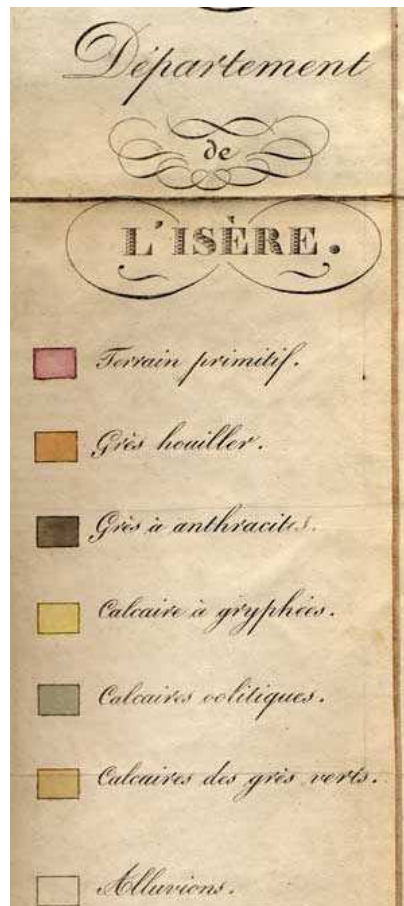 Département
de
L'ISÈRE.
Terrain primitif.
Grès houiller.
Grès à anthracites.
Calcaire à gryphées.
Calcaires oolitiques.
Calcaires des grès verts.
Alluvions.